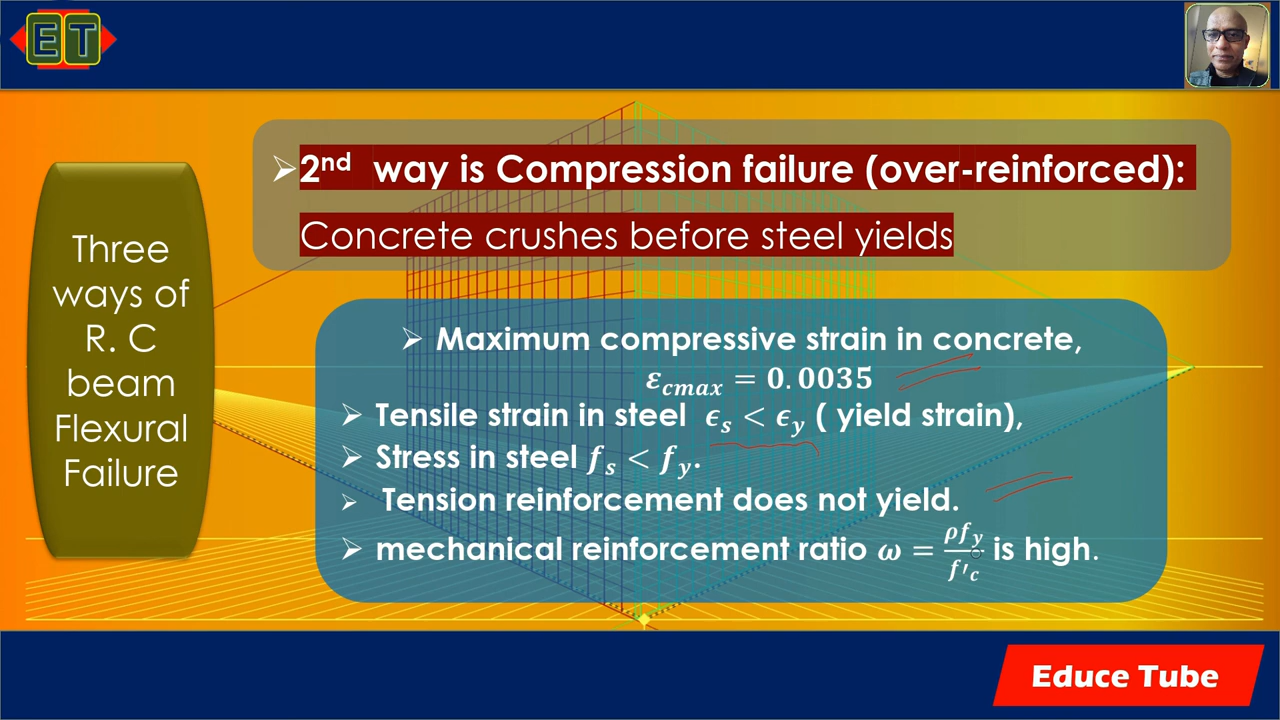 ET
➢2nd way is Compression failure (over-reinforced):
Concrete crushes before steel yields
Three
ways of
R. C
beam
Flexural
Failure
➢ Maximum compressive strain in concrete,
𝜺cmax = 0.0035
➢ Tensile strain in steel ϵs < ϵy ( yield strain),
➢ Stress in steel fs < fy.
➢ Tension reinforcement does not yield.
➢ mechanical reinforcement ratio ω = ρfy/f′c is high.
Educe Tube